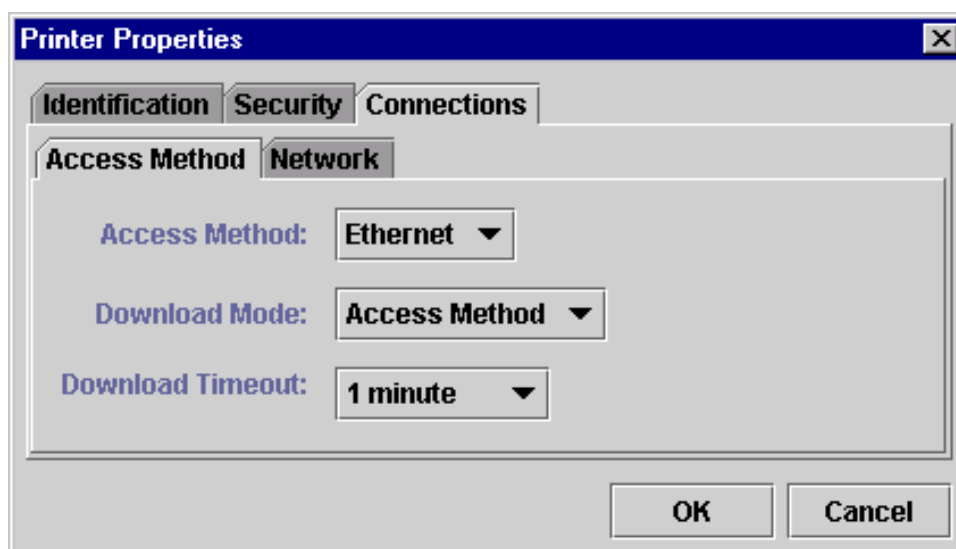 Printer Properties
Identification Security Connections
Access Method Network
Access Method: Ethernet
Download Mode: Access Method
Download Timeout: 1 minute
OK Cancel